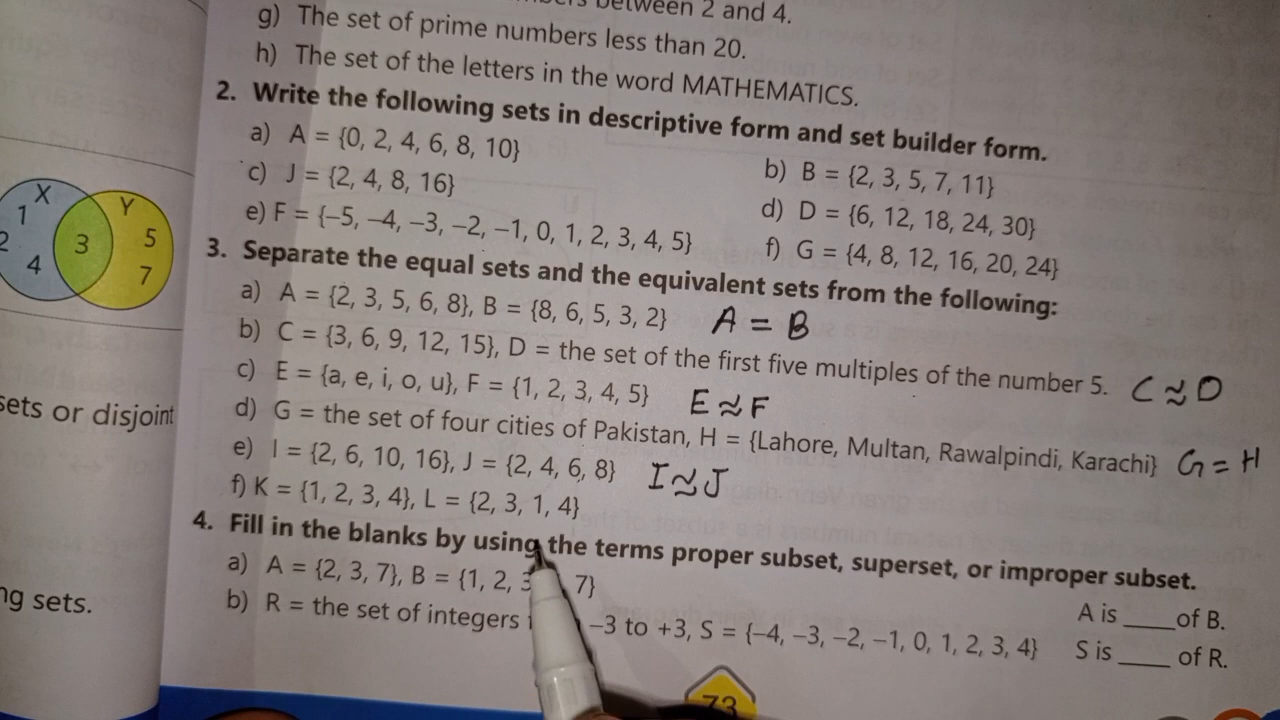 between 2 and 4.
g) The set of prime numbers less than 20.
h) The set of the letters in the word MATHEMATICS.
2. Write the following sets in descriptive form and set builder form.
a) A = {0, 2, 4, 6, 8, 10}
b) B = {2, 3, 5, 7, 11}
c) J = {2, 4, 8, 16}
d) D = {6, 12, 18, 24, 30}
e) F = {–5, –4, –3, –2, –1, 0, 1, 2, 3, 4, 5}
f) G = {4, 8, 12, 16, 20, 24}
3. Separate the equal sets and the equivalent sets from the following:
a) A = {2, 3, 5, 6, 8}, B = {8, 6, 5, 3, 2} A = B
b) C = {3, 6, 9, 12, 15}, D = the set of the first five multiples of the number 5. C ≈ D
c) E = {a, e, i, o, u}, F = {1, 2, 3, 4, 5} E ≈ F
d) G = the set of four cities of Pakistan, H = {Lahore, Multan, Rawalpindi, Karachi} G = H
e) I = {2, 6, 10, 16}, J = {2, 4, 6, 8} I ≈ J
f) K = {1, 2, 3, 4}, L = {2, 3, 1, 4}
4. Fill in the blanks by using the terms proper subset, superset, or improper subset.
a) A = {2, 3, 7}, B = {1, 2, 3 7} A is ____ of B.
b) R = the set of integers –3 to +3, S = {–4, –3, –2, –1, 0, 1, 2, 3, 4} S is ____ of R.
73
X
Y
1
2
4
3
5
7
sets or disjoint
sets.